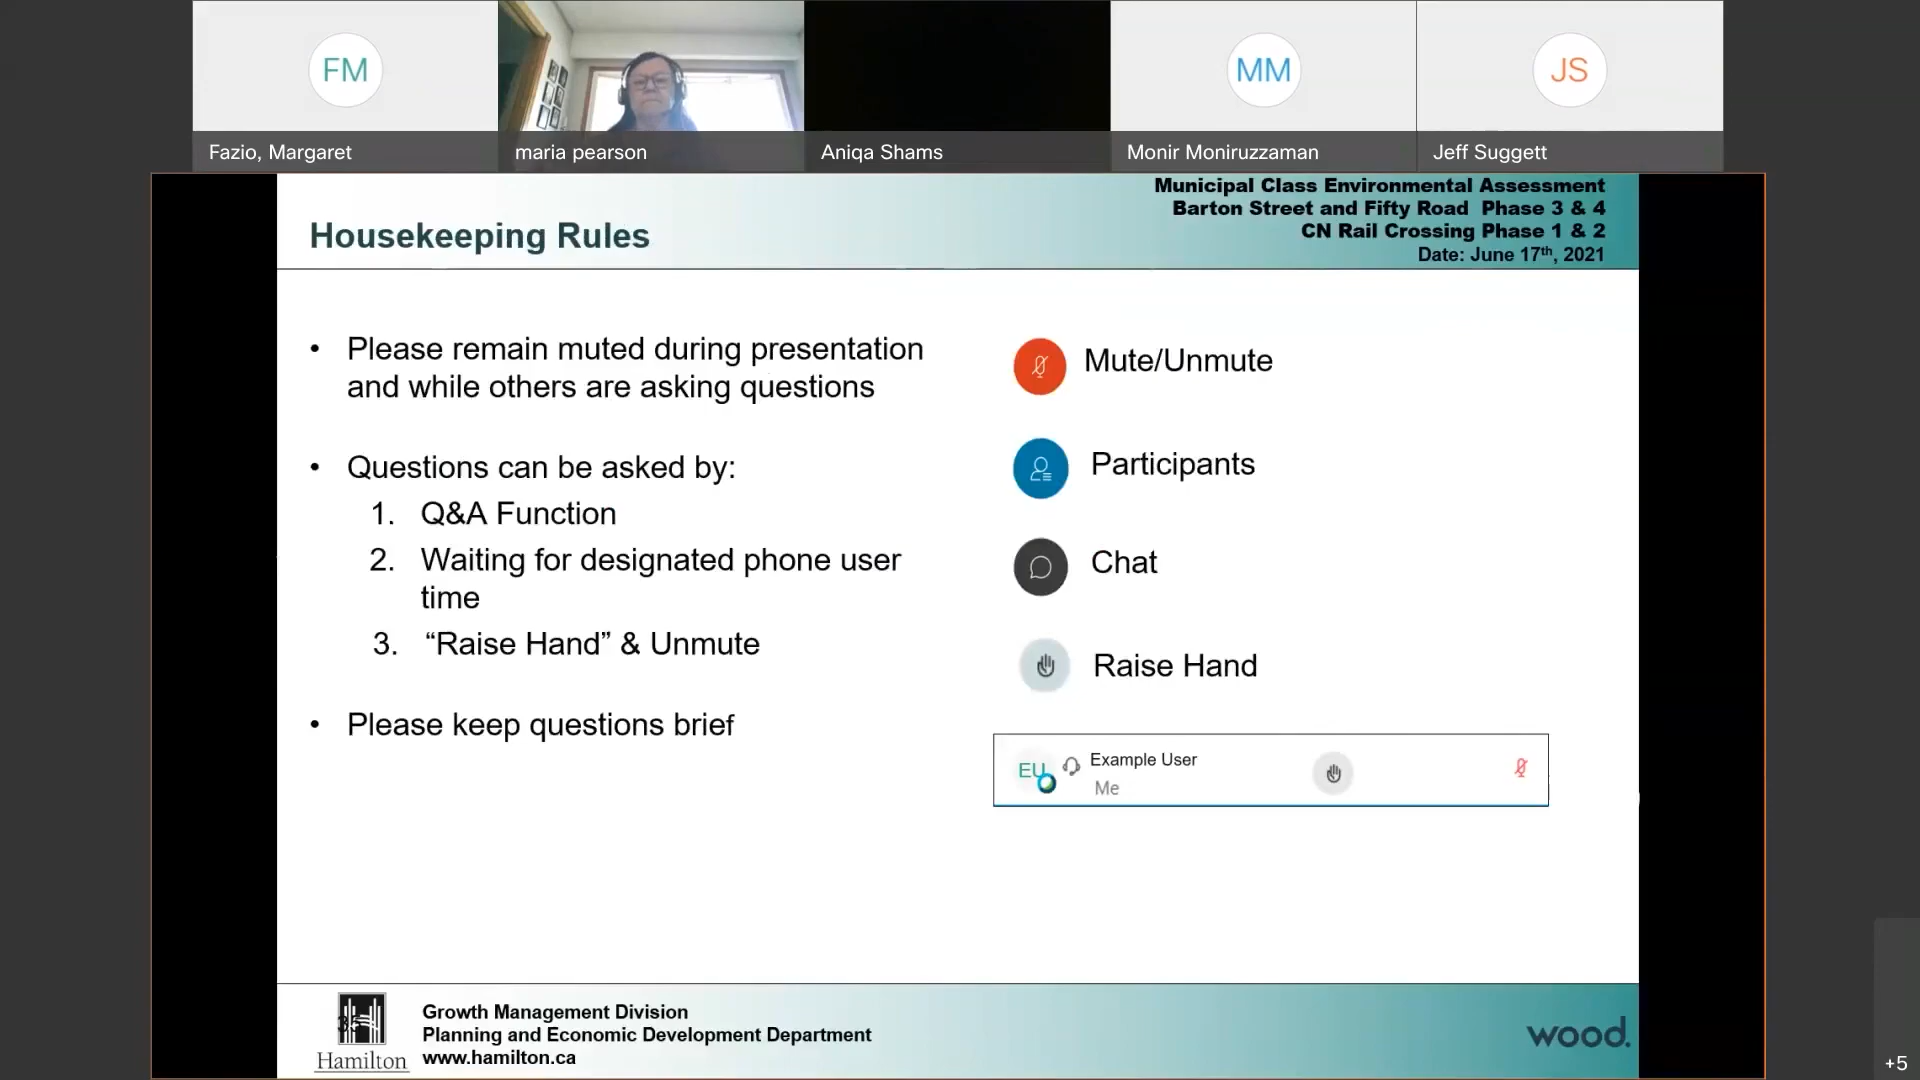 FM
MM
JS
Fazio, Margaret
maria pearson
Aniqa Shams
Monir Moniruzzaman
Jeff Suggett
Municipal Class Environmental Assessment
Barton Street and Fifty Road Phase 3 & 4
CN Rail Crossing Phase 1 & 2
Date: June 17th, 2021
Housekeeping Rules
• Please remain muted during presentation
and while others are asking questions
• Questions can be asked by:
1. Q&A Function
2. Waiting for designated phone user
time
3. “Raise Hand” & Unmute
• Please keep questions brief
Mute/Unmute
Participants
Chat
Raise Hand
EU
Example User
Me
Hamilton
Growth Management Division
Planning and Economic Development Department
www.hamilton.ca
wood.
+5